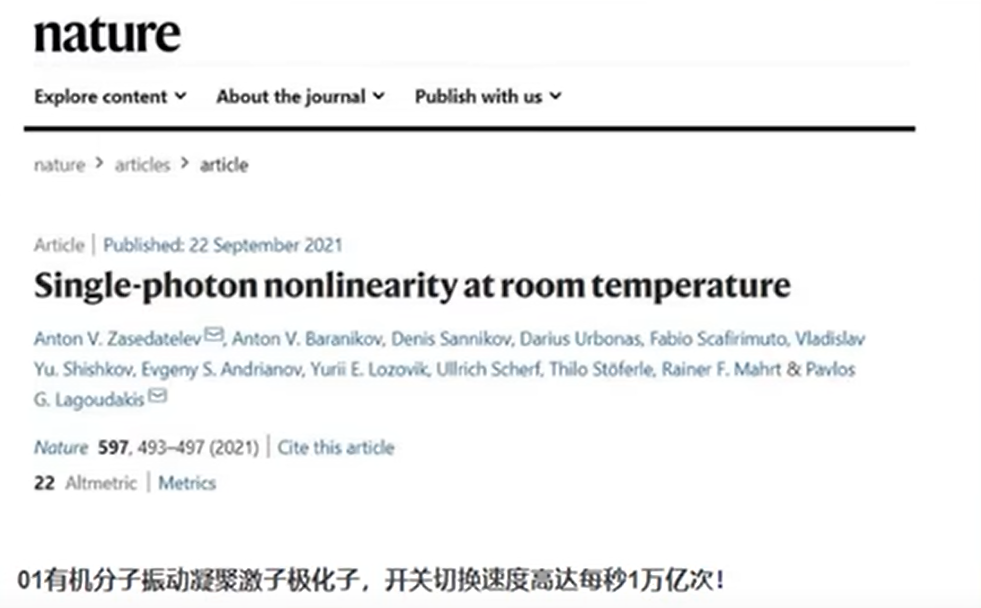 nature
Explore content About the journal Publish with us
nature > articles > article
Article | Published: 22 September 2021
Single-photon nonlinearity at room temperature
Anton V. Zasedatelev, Anton V. Baranikov, Denis Sannikov, Darius Urbonas, Fabio Scafirimuto, Vladislav
Yu. Shishkov, Evgeny S. Andrianov, Yurii E. Lozovik, Ullrich Scherf, Thilo Stöferle, Rainer F. Mahrt & Pavlos
G. Lagoudakis
Nature 597, 493–497 (2021) | Cite this article
22 Altmetric | Metrics
01有机分子振动凝聚激子极化子，开关切换速度高达每秒1万亿次！